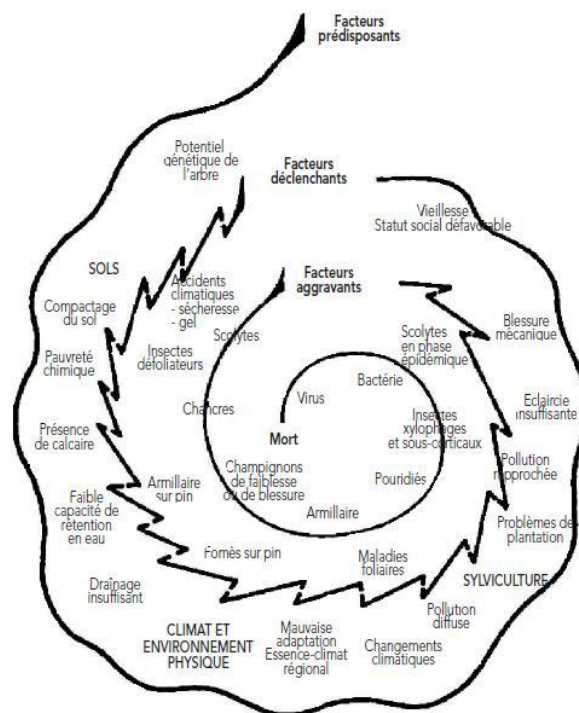 Facteurs
prédisposants
Potentiel
génétique de
l'arbre
Facteurs
déclenchants
Vieillesse
Statut social défavorable
SOLS
Facteurs
aggravants
Accidents
climatiques
- sécheresse
- gel
Compactage
du sol
Scolytes
Scolytes
en phase
épidémique
Blessure
mécanique
Pauvreté
chimique
Insectes
défoliateurs
Bactérie
Virus
Eclaircie
insuffisante
Chancres
Insectes
xylophages
et sous-corticaux
Présence
de calcaire
Mort
Pollution
rapprochée
Champignons
de faiblesse
ou de blessure
Pouridiés
Armillaire
sur pin
Faible
capacité de
rétention
en eau
Armillaire
Problèmes de
plantation
Fomès sur pin
Maladies
foliaires
Drainage
insuffisant
SYLVICULTURE
Pollution
diffuse
CLIMAT ET
ENVIRONNEMENT
PHYSIQUE
Mauvaise
adaptation
Essence-climat
régional
Changements
climatiques